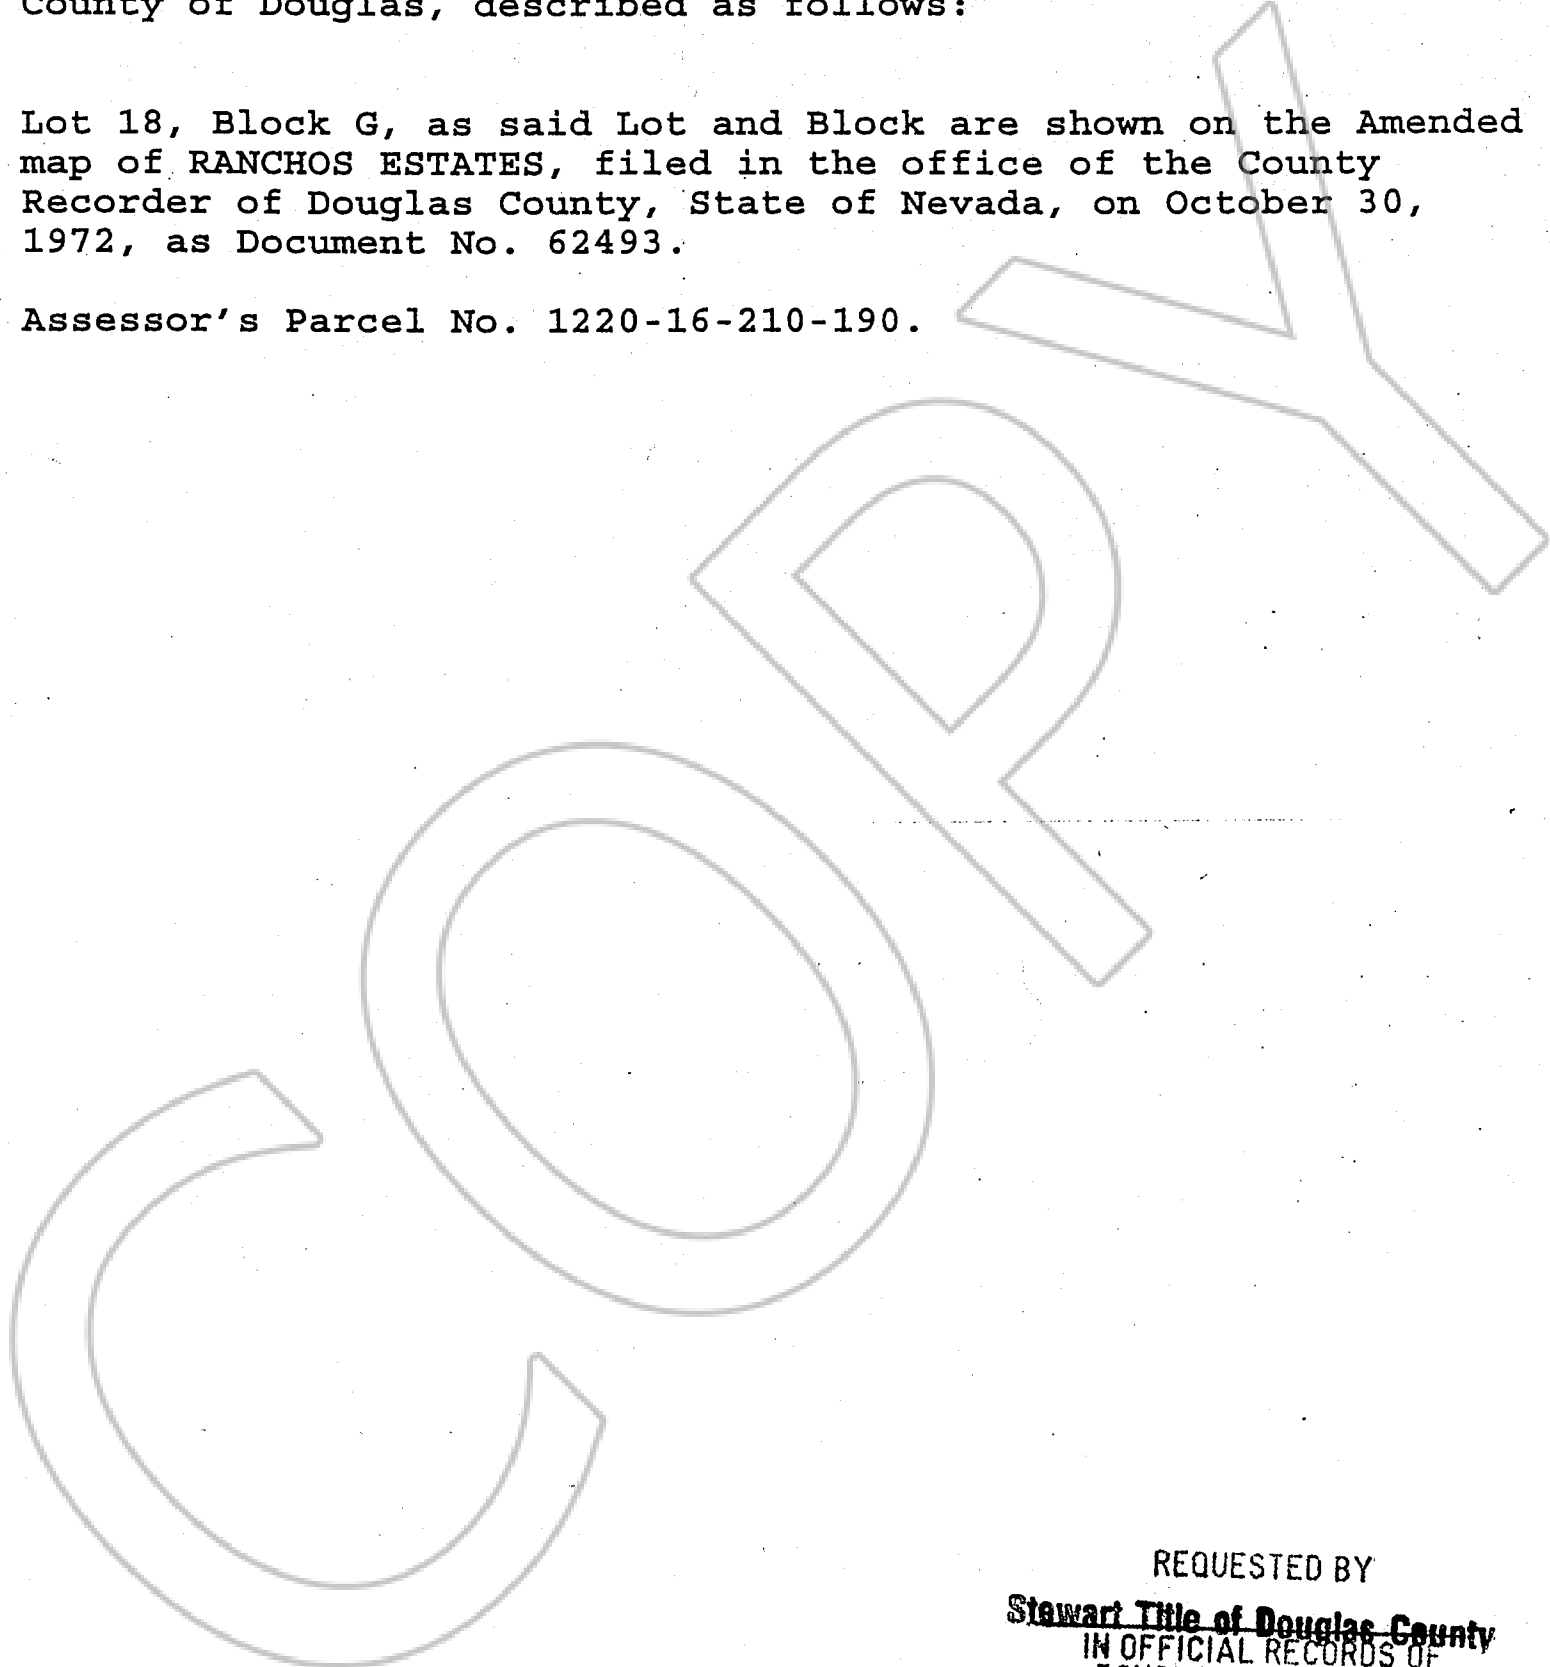 County of Douglas, described as follows:
Lot 18, Block G, as said Lot and Block are shown on the Amended
map of RANCHOS ESTATES, filed in the office of the County
Recorder of Douglas County, State of Nevada, on October 30,
1972, as Document No. 62493.
Assessor's Parcel No. 1220-16-210-190.
COPY
REQUESTED BY
Stewart Title of Douglas County
IN OFFICIAL RECORDS OF